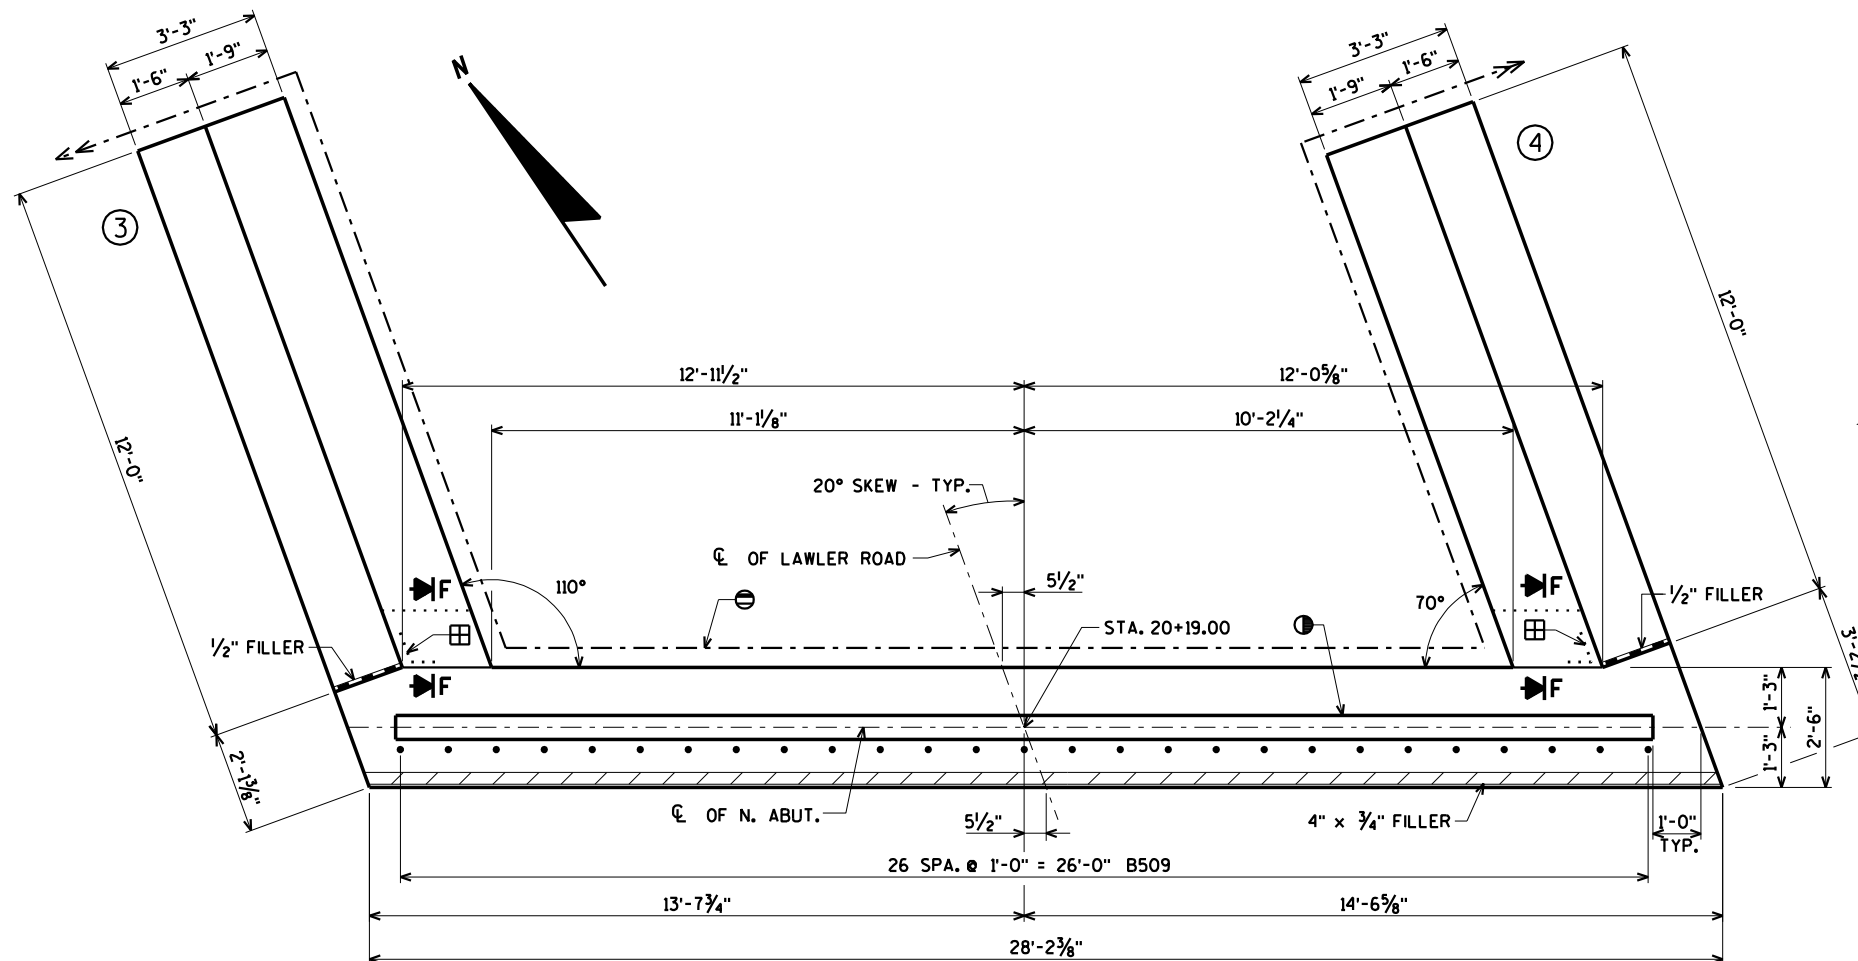 3'-3"
1'-6"
1'-9"
N
3'-3"
1'-9"
1'-6"
3
4
12'-0"
12'-11½"
12'-0⅝"
11'-1⅛"
10'-2¼"
12'-0"
20° SKEW - TYP.
℄ OF LAWLER ROAD
110°
5½"
70°
F
F
½" FILLER
½" FILLER
STA. 20+19.00
F
F
1'-3"
2'-6"
1'-3"
2'-1⅜"
℄ OF N. ABUT.
5½"
4" x ¾" FILLER
1'-0"
TYP.
26 SPA. @ 1'-0" = 26'-0" B509
13'-7¾"
14'-6⅝"
28'-2⅜"